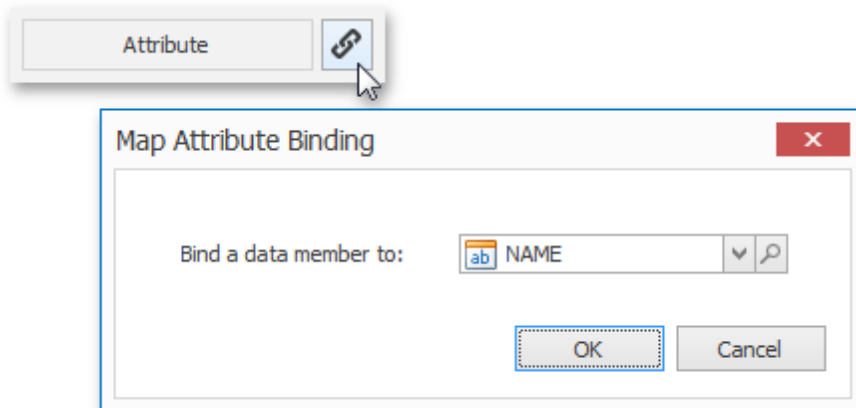 Attribute
Map Attribute Binding
Bind a data member to: ab NAME
OK Cancel